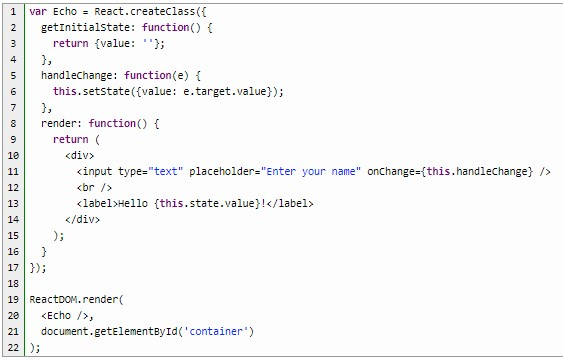 1 var Echo = React.createClass({
2   getInitialState: function() {
3     return {value: ''};
4   },
5   handleChange: function(e) {
6     this.setState({value: e.target.value});
7   },
8   render: function() {
9     return (
10       <div>
11         <input type="text" placeholder="Enter your name" onChange={this.handleChange} />
12         <br />
13         <label>Hello {this.state.value}!</label>
14       </div>
15     );
16   }
17 });
18
19 ReactDOM.render(
20   <Echo />,
21   document.getElementById('container')
22 );